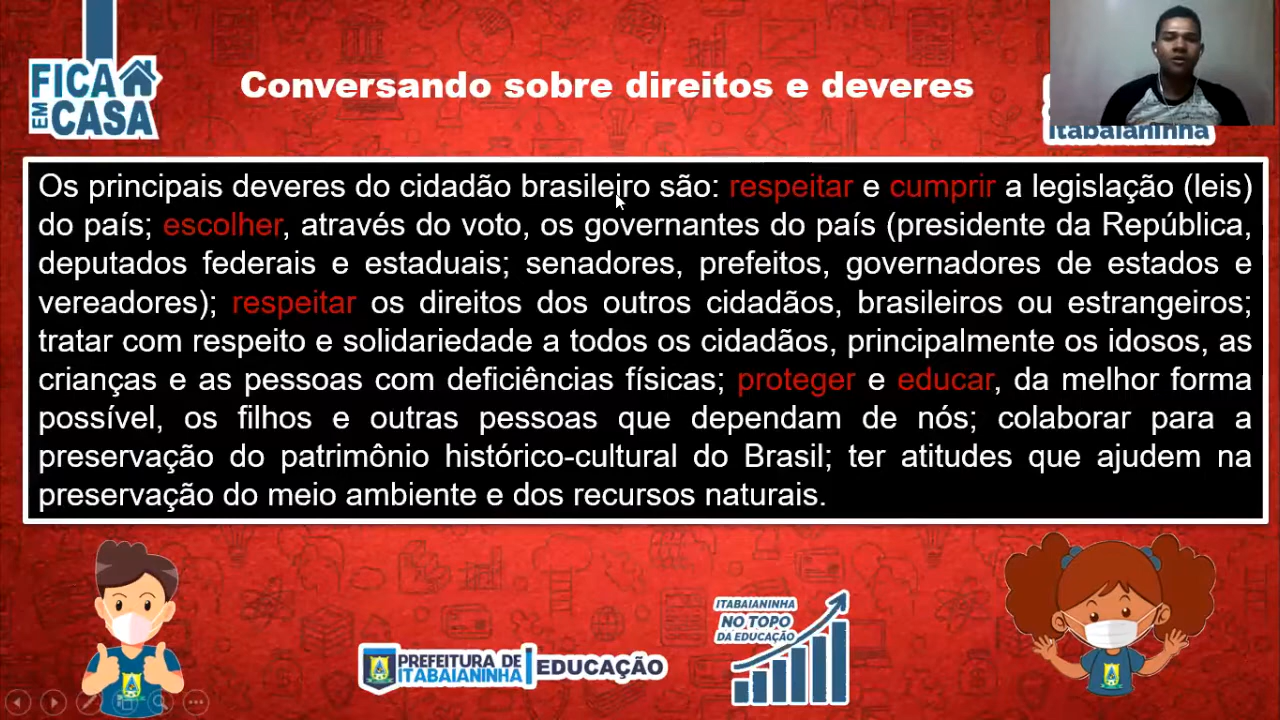 FICA
EM
CASA
Conversando sobre direitos e deveres
Itabaianinha
Os principais deveres do cidadão brasileiro são: respeitar e cumprir a legislação (leis)
do país; escolher, através do voto, os governantes do país (presidente da República,
deputados federais e estaduais; senadores, prefeitos, governadores de estados e
vereadores); respeitar os direitos dos outros cidadãos, brasileiros ou estrangeiros;
tratar com respeito e solidariedade a todos os cidadãos, principalmente os idosos, as
crianças e as pessoas com deficiências físicas; proteger e educar, da melhor forma
possível, os filhos e outras pessoas que dependam de nós; colaborar para a
preservação do patrimônio histórico-cultural do Brasil; ter atitudes que ajudem na
preservação do meio ambiente e dos recursos naturais.
PREFEITURA DE
ITABAIANINHA
EDUCAÇÃO
ITABAIANINHA
NO TOPO
DA EDUCAÇÃO